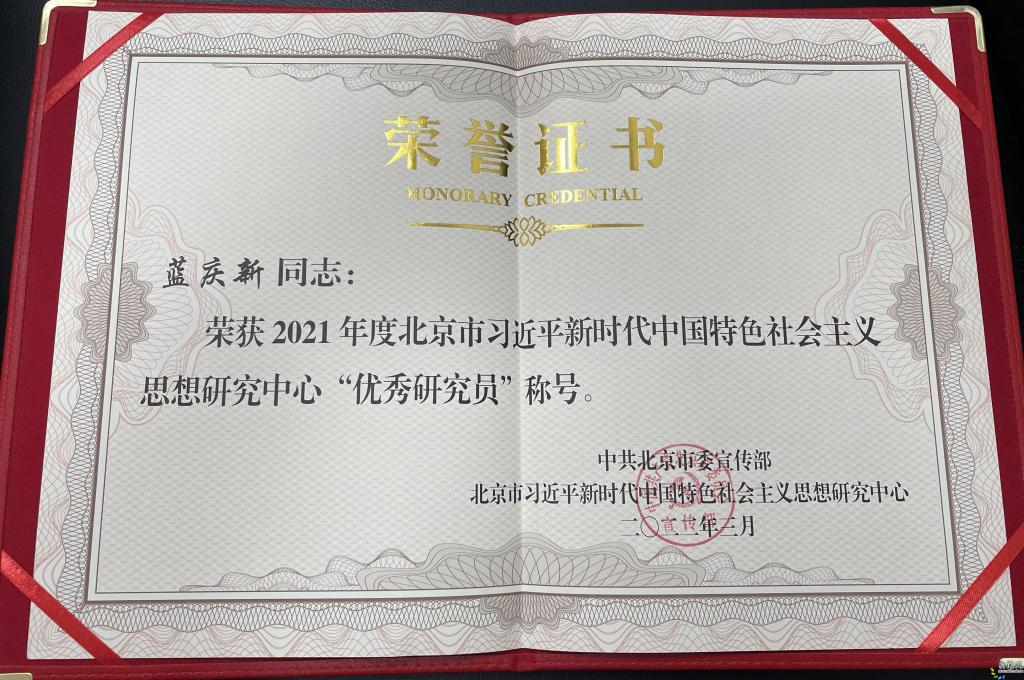 荣誉证书
HONORARY CREDENTIAL
蓝庆新 同志：
荣获 2021 年度北京市习近平新时代中国特色社会主义
思想研究中心“优秀研究员”称号。
中共北京市委宣传部
北京市习近平新时代中国特色社会主义思想研究中心
二〇二二年三月
宣传部